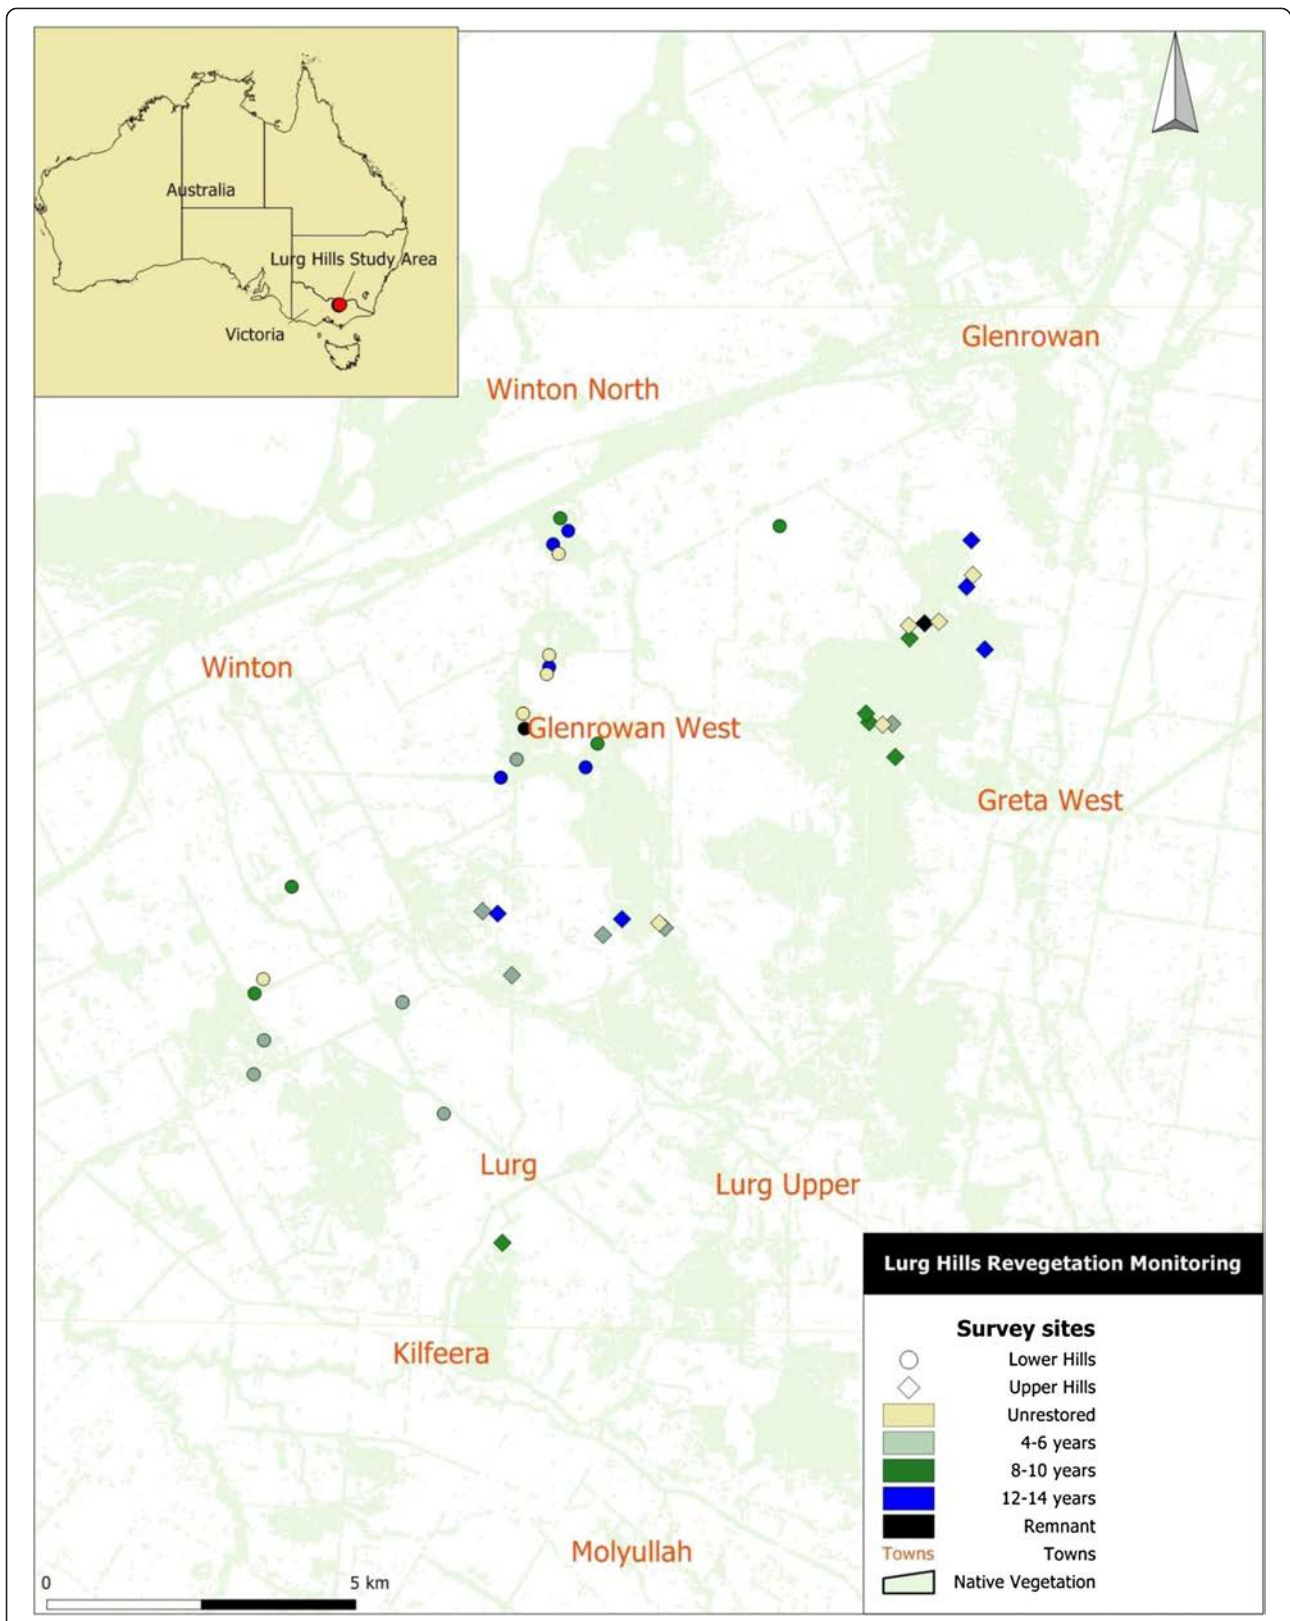 Australia
Lurg Hills Study Area
Victoria
Glenrowan
Winton North
Winton
Glenrowan West
Greta West
Lurg
Lurg Upper
Kilfeera
Molyullah
Lurg Hills Revegetation Monitoring
Survey sites
Lower Hills
Upper Hills
Unrestored
4-6 years
8-10 years
12-14 years
Remnant
Towns Towns
Native Vegetation
0 5 km